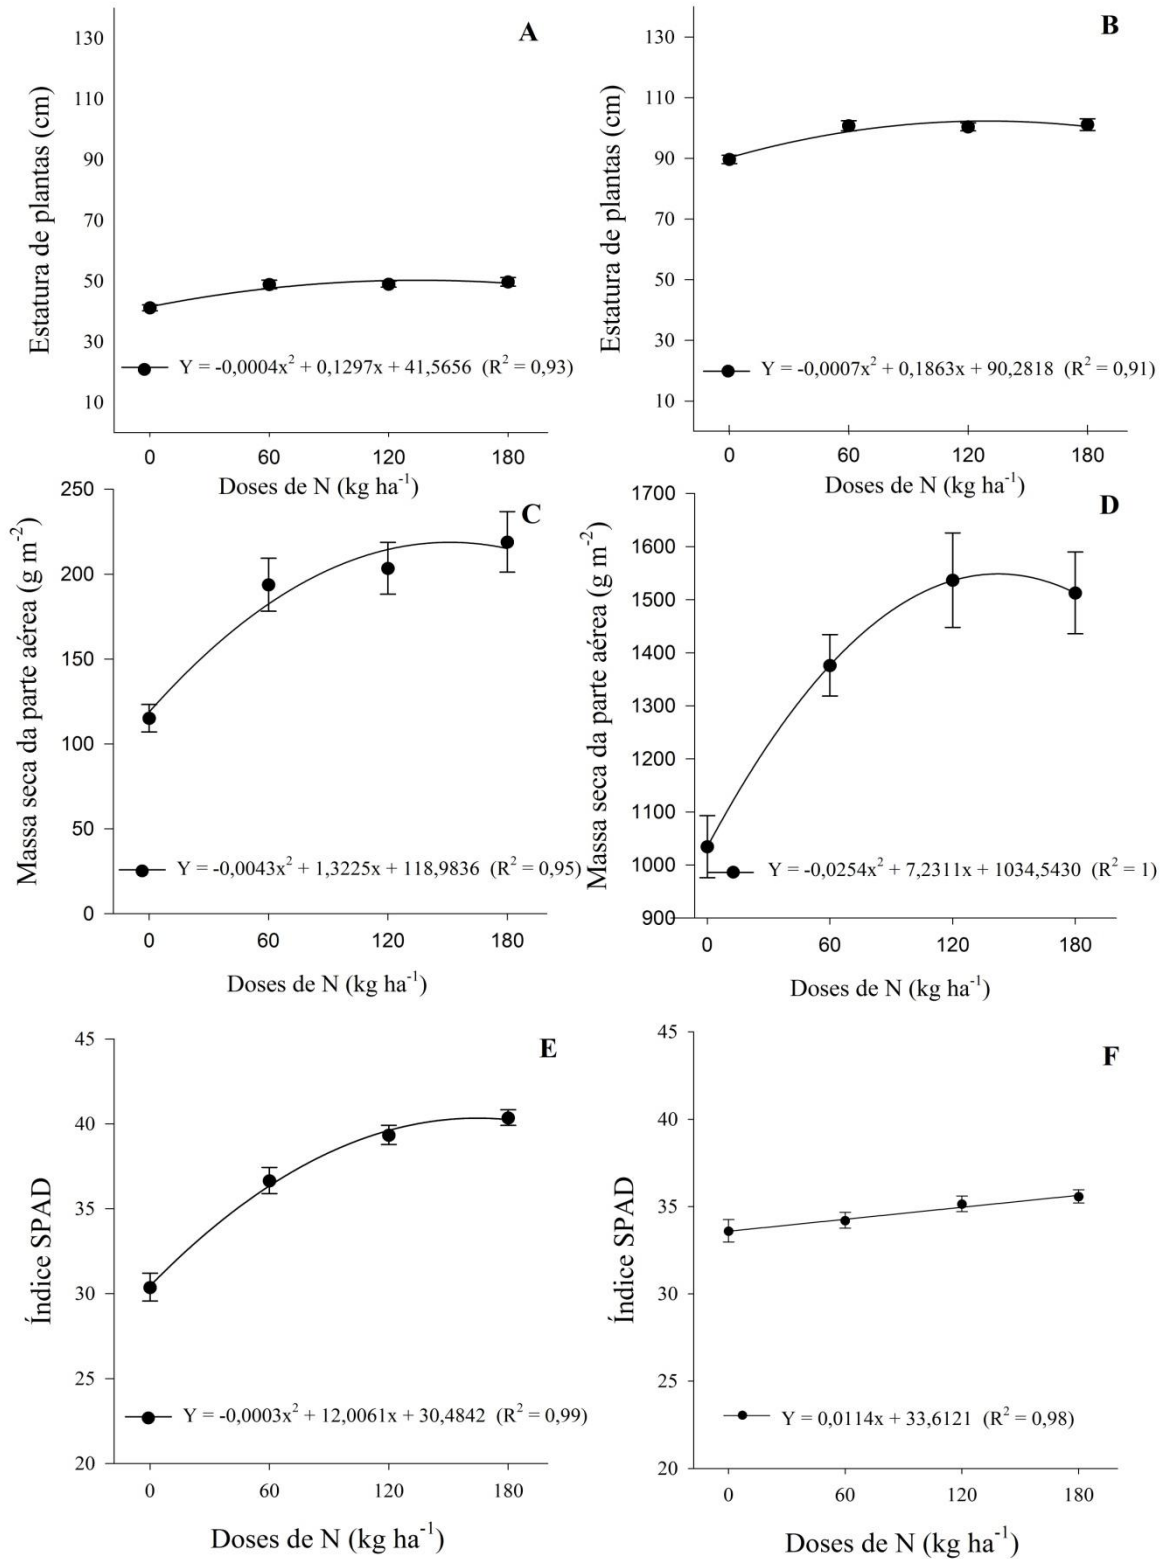 A
130
110
90
70
50
30
10
Estatura de plantas (cm)
Y = -0,0004x² + 0,1297x + 41,5656 (R² = 0,93)
0 60 120 180
Doses de N (kg ha⁻¹)
B
130
110
90
70
50
30
10
Estatura de plantas (cm)
Y = -0,0007x² + 0,1863x + 90,2818 (R² = 0,91)
0 60 120 180
Doses de N (kg ha⁻¹)
C
250
200
150
100
50
0
Massa seca da parte aérea (g m⁻²)
Y = -0,0043x² + 1,3225x + 118,9836 (R² = 0,95)
0 60 120 180
Doses de N (kg ha⁻¹)
D
1700
1600
1500
1400
1300
1200
1100
1000
900
Massa seca da parte aérea (g m⁻²)
Y = -0,0254x² + 7,2311x + 1034,5430 (R² = 1)
0 60 120 180
Doses de N (kg ha⁻¹)
E
45
40
35
30
25
20
Índice SPAD
Y = -0,0003x² + 12,0061x + 30,4842 (R² = 0,99)
0 60 120 180
Doses de N (kg ha⁻¹)
F
45
40
35
30
25
20
Índice SPAD
Y = 0,0114x + 33,6121 (R² = 0,98)
0 60 120 180
Doses de N (kg ha⁻¹)